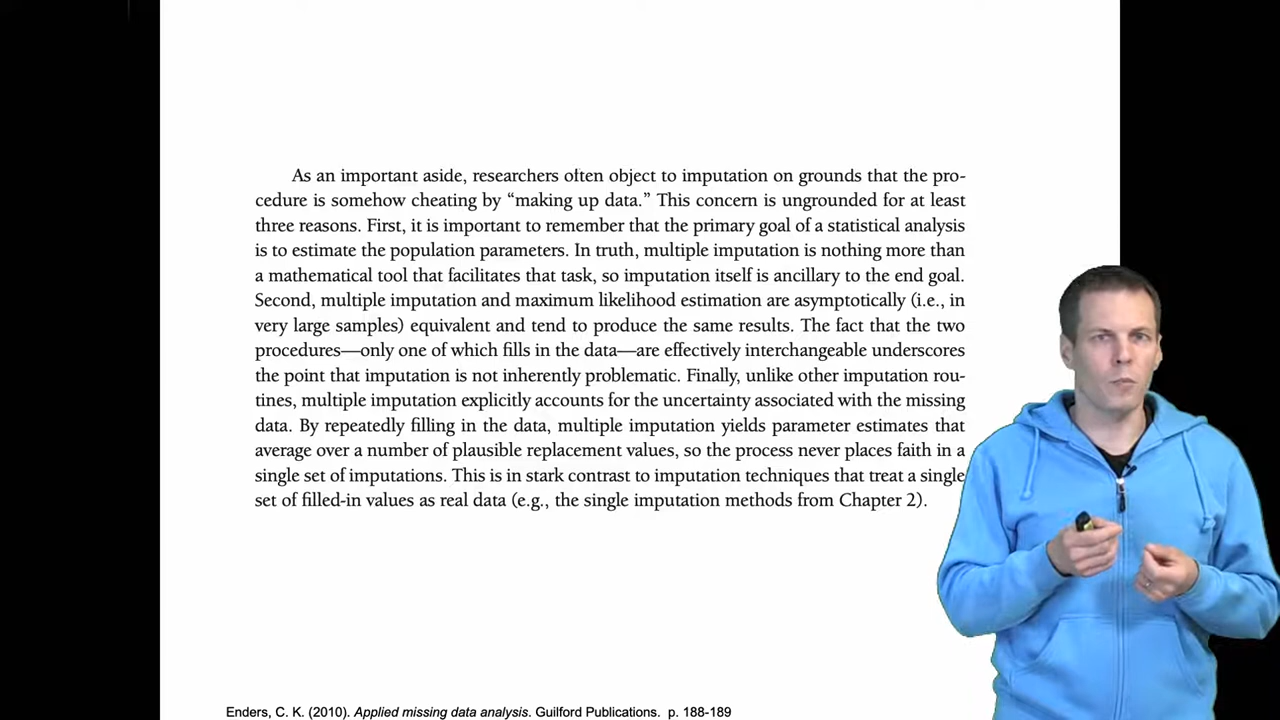 As an important aside, researchers often object to imputation on grounds that the pro-
cedure is somehow cheating by “making up data.” This concern is ungrounded for at least
three reasons. First, it is important to remember that the primary goal of a statistical analysis
is to estimate the population parameters. In truth, multiple imputation is nothing more than
a mathematical tool that facilitates that task, so imputation itself is ancillary to the end goal.
Second, multiple imputation and maximum likelihood estimation are asymptotically (i.e., in
very large samples) equivalent and tend to produce the same results. The fact that the two
procedures—only one of which fills in the data—are effectively interchangeable underscores
the point that imputation is not inherently problematic. Finally, unlike other imputation rou-
tines, multiple imputation explicitly accounts for the uncertainty associated with the missing
data. By repeatedly filling in the data, multiple imputation yields parameter estimates that
average over a number of plausible replacement values, so the process never places faith in a
single set of imputations. This is in stark contrast to imputation techniques that treat a single
set of filled-in values as real data (e.g., the single imputation methods from Chapter 2).
Enders, C. K. (2010). Applied missing data analysis. Guilford Publications. p. 188-189